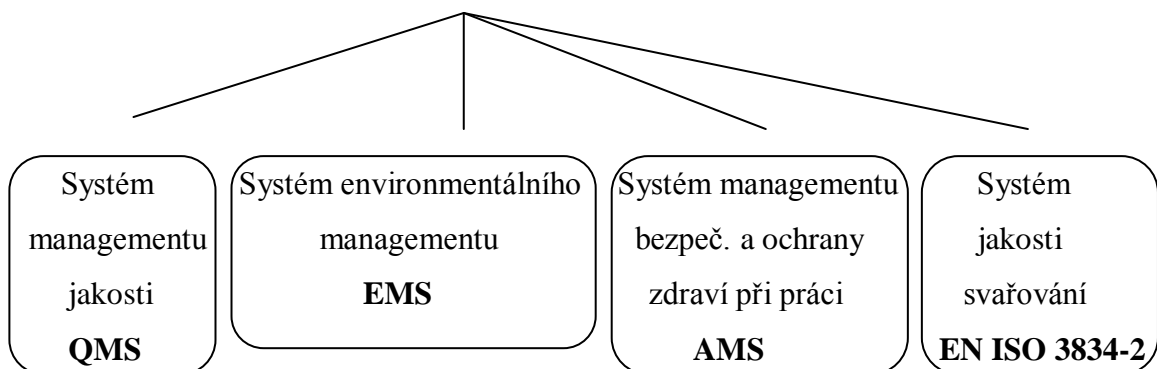 Systém
managementu
jakosti
QMS
Systém environmentálního
managementu
EMS
Systém managementu
bezpeč. a ochrany
zdraví při práci
AMS
Systém
jakosti
svařování
EN ISO 3834-2